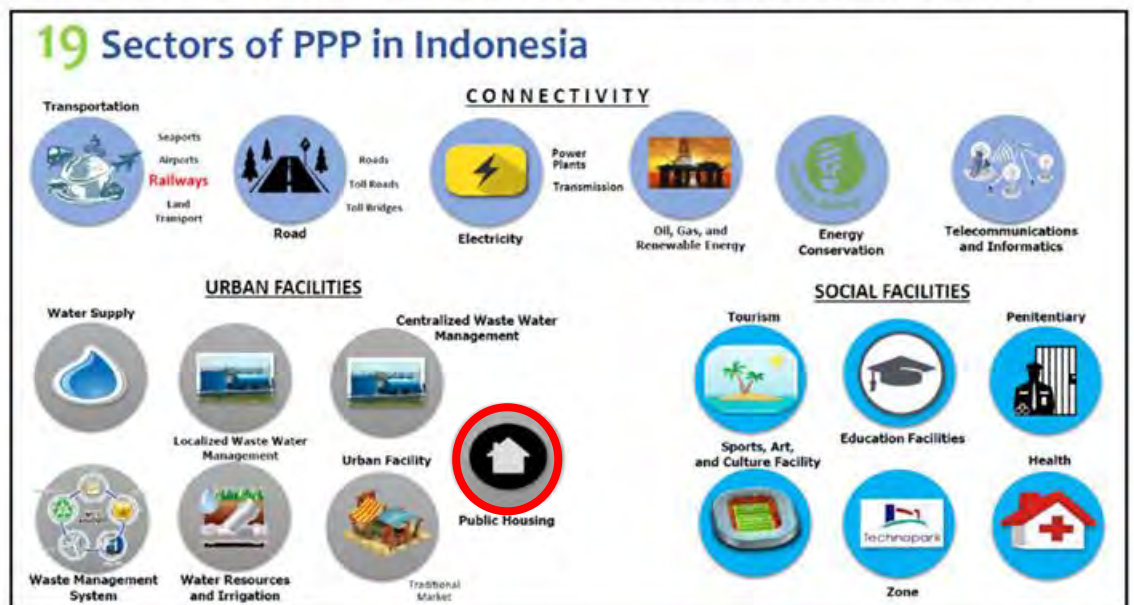 19 Sectors of PPP in Indonesia
CONNECTIVITY
Transportation
Seaports
Airports
Railways
Land
Transport
Road
Roads
Toll Roads
Toll Bridges
Electricity
Power
Plants
Transmission
Oil, Gas, and
Renewable Energy
Energy
Conservation
Telecommunications
and Informatics
URBAN FACILITIES
Water Supply
Localized Waste Water
Management
Centralized Waste Water
Management
Waste Management
System
Water Resources
and Irrigation
Urban Facility
Traditional
Market
Public Housing
SOCIAL FACILITIES
Tourism
Education Facilities
Penitentiary
Sports, Art,
and Culture Facility
Technopark
Zone
Health